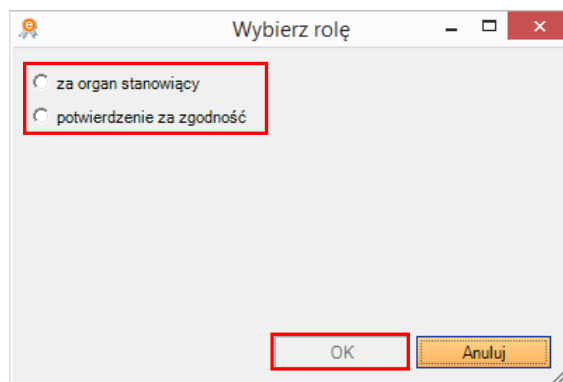 Wybierz rolę
za organ stanowiący
potwierdzenie za zgodność
OK
Anuluj